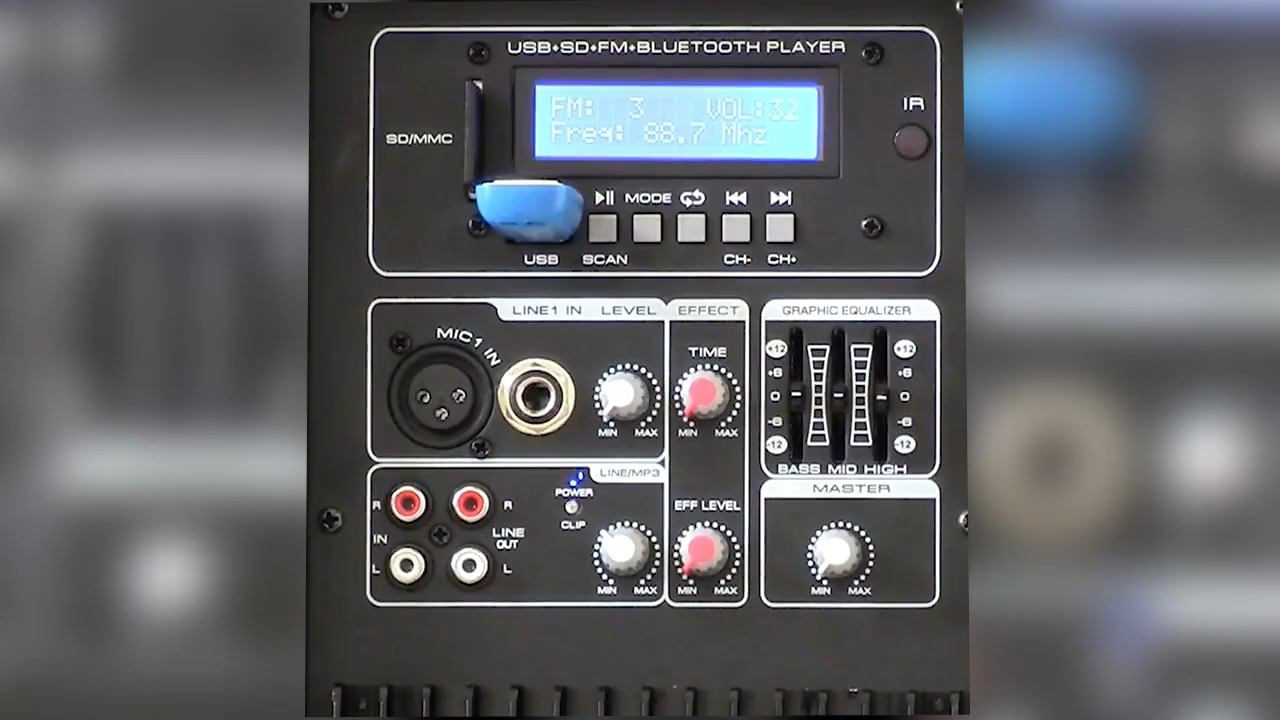 USB+SD+FM+BLUETOOTH PLAYER
FM: 3 VOL:32
Freq: 88.7 Mhz
IR
SD/MMC
MODE
USB SCAN CH- CH+
LINE1 IN LEVEL
MIC1 IN
MIN MAX
EFFECT
TIME
MIN MAX
GRAPHIC EQUALIZER
+12 +12
+6 +6
0 0
-6 -6
-12 -12
BASS MID HIGH
LINE/MP3
POWER
CLIP
R R
IN LINE OUT
L L
MIN MAX
EFF LEVEL
MIN MAX
MASTER
MIN MAX